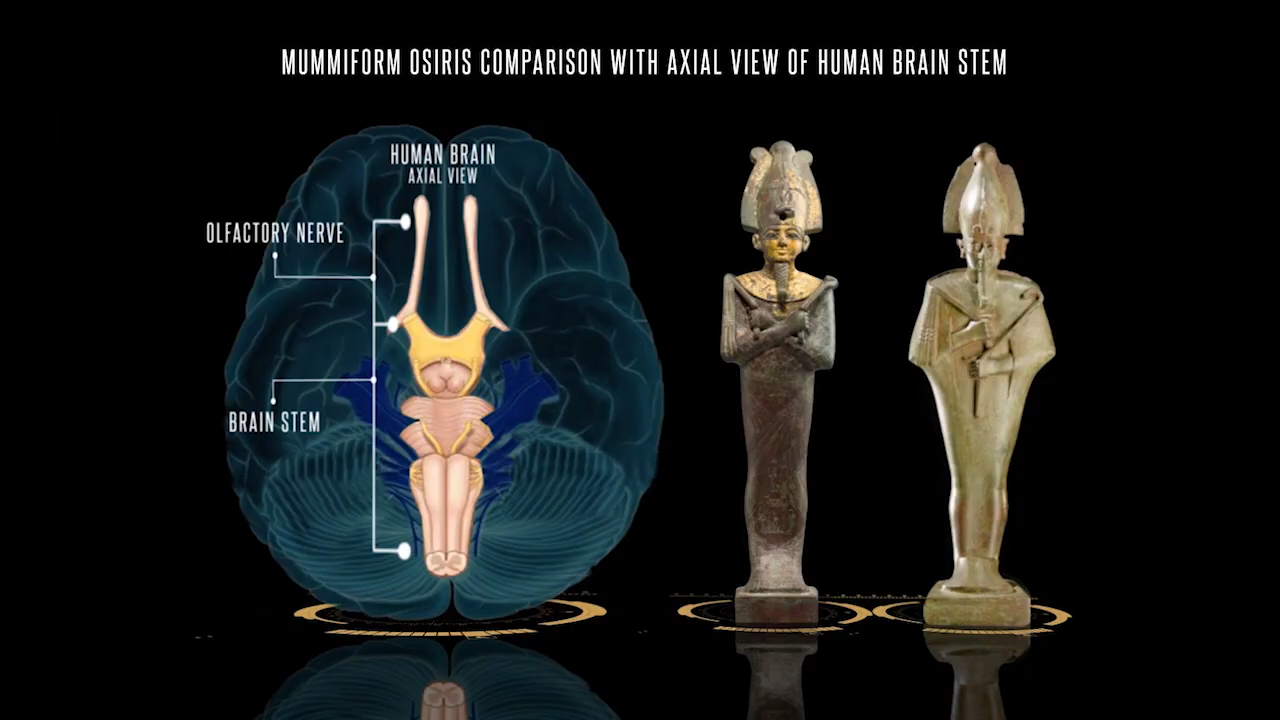 MUMMIFORM OSIRIS COMPARISON WITH AXIAL VIEW OF HUMAN BRAIN STEM
HUMAN BRAIN
AXIAL VIEW
OLFACTORY NERVE
BRAIN STEM